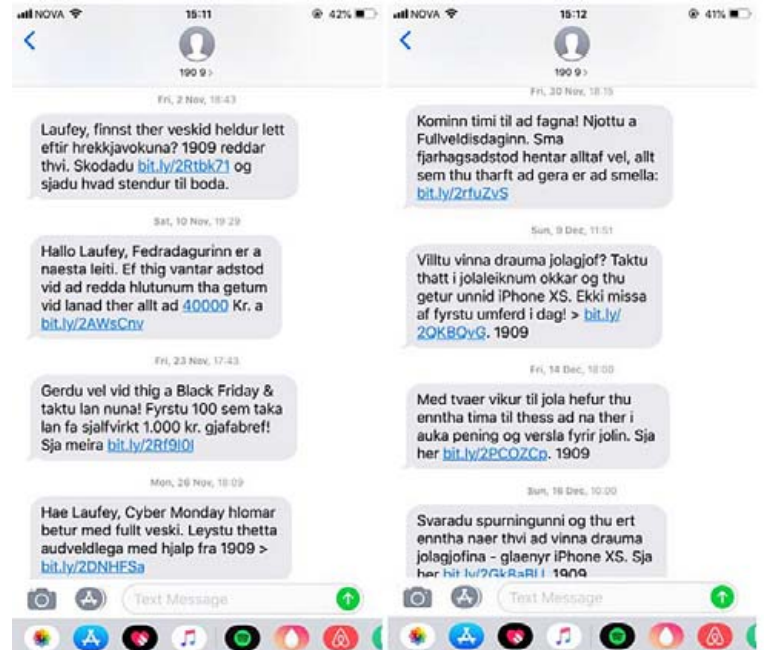 NOVA 15:11 42%
190 9 >
Fri, 2 Nov, 18:43
Laufey, finnst ther veskid heldur lett
eftir hrekkjavokuna? 1909 reddar
thvi. Skodadu bit.ly/2Rtbk71 og
sjadu hvad stendur til boda.
Sat, 10 Nov, 19:29
Hallo Laufey, Fedradagurinn er a
naesta leiti. Ef thig vantar adstod
vid ad redda hlutunum tha getum
vid lanad ther allt ad 40000 Kr. a
bit.ly/2AWsCnv
Fri, 23 Nov, 17:43
Gerdu vel vid thig a Black Friday &
taktu lan nuna! Fyrstu 100 sem taka
lan fa sjalfvirkt 1.000 kr. gjafabref!
Sja meira bit.ly/2Rf9I0I
Mon, 26 Nov, 18:09
Hae Laufey, Cyber Monday hlomar
betur med fullt veski. Leystu thetta
audveldlega med hjalp fra 1909 >
bit.ly/2DNHFSa
Text Message
NOVA 15:12 41%
190 9 >
Fri, 30 Nov, 18:15
Kominn timi til ad fagna! Njottu a
Fullveldisdaginn. Sma
fjarhagsadstod hentar alltaf vel, allt
sem thu tharft ad gera er ad smella:
bit.ly/2rfuZvS
Sun, 9 Dec, 11:51
Villtu vinna drauma jolagjof? Taktu
thatt i jolaleiknum okkar og thu
getur unnid iPhone XS. Ekki missa
af fyrstu umferd i dag! > bit.ly/
2QKBQvG. 1909
Fri, 14 Dec, 18:00
Med tvaer vikur til jola hefur thu
enntha tima til thess ad na ther i
auka pening og versla fyrir jolin. Sja
her bit.ly/2PCOZCp. 1909
Sun, 16 Dec, 10:00
Svaradu spurningunni og thu ert
enntha naer thvi ad vinna drauma
jolagjofina - glaenyr iPhone XS. Sja
her bit.ly/2GkBaBU. 1909
Text Message